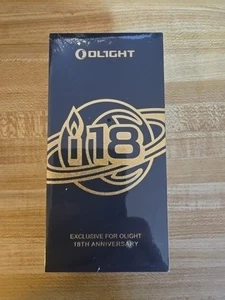 OLIGHT
i18
EXCLUSIVE FOR OLIGHT
18TH ANNIVERSARY